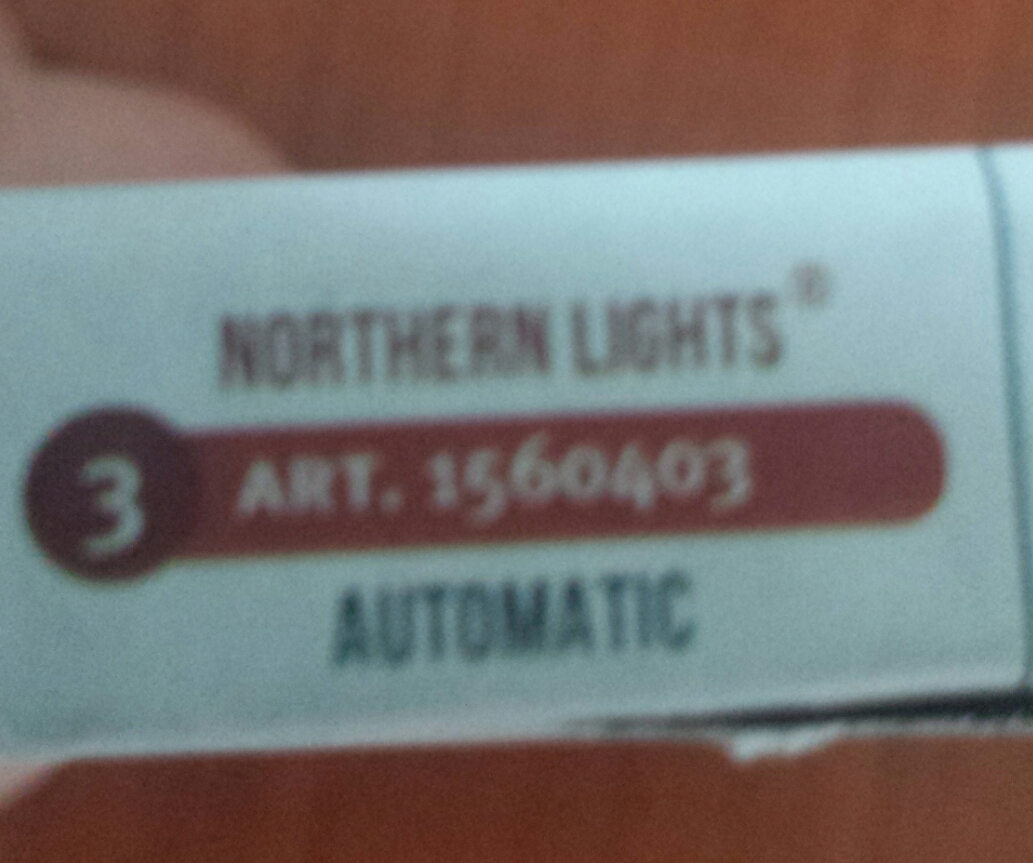 NORTHERN LIGHTS®
3 ART. 1560403
AUTOMATIC